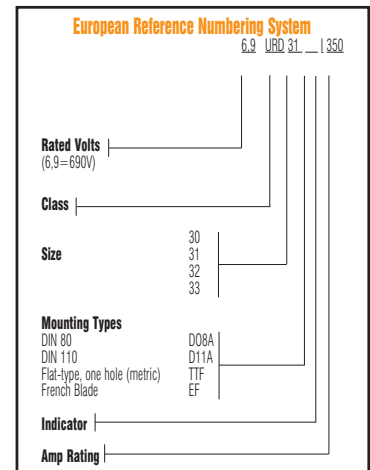 European Reference Numbering System
6,9 URD 31 __ I 350
Rated Volts
(6,9=690V)
Class
30
Size 31
32
33
Mounting Types
DIN 80 DO8A
DIN 110 D11A
Flat-type, one hole (metric) TTF
French Blade EF
Indicator
Amp Rating